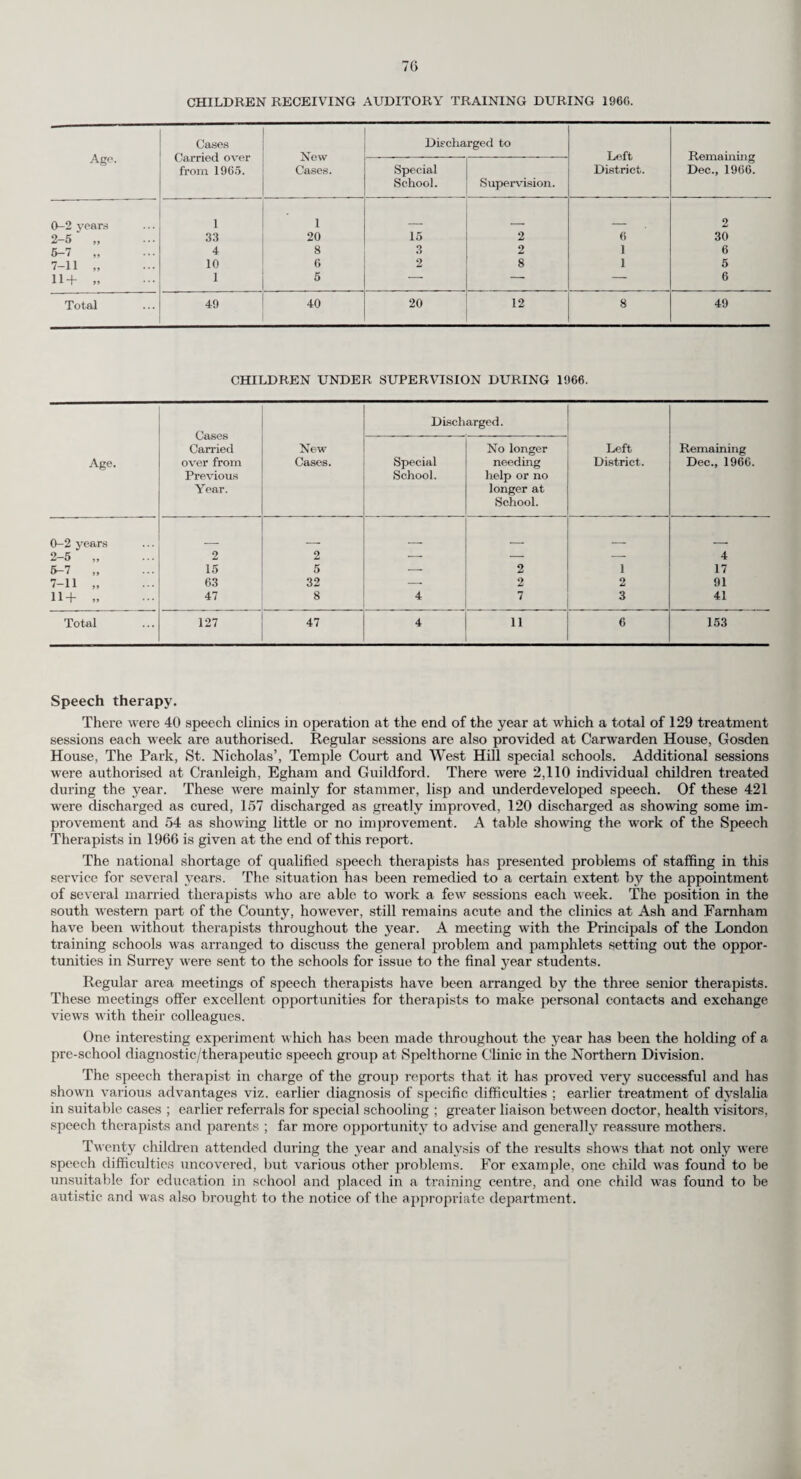 76
CHILDREN RECEIVING AUDITORY TRAINING DURING 1966.
Age. | Cases Carried over from 1965. | New Cases. | Discharged to Special School. | Discharged to Supervision. | Left District. | Remaining Dec., 1966.
0-2 years ... | 1 | 1 | — | — | — | 2
2-5 „ ... | 33 | 20 | 15 | 2 | 6 | 30
5-7 „ ... | 4 | 8 | 3 | 2 | 1 | 6
7-11 „ ... | 10 | 6 | 2 | 8 | 1 | 5
11+ „ ... | 1 | 5 | — | — | — | 6
Total ... | 49 | 40 | 20 | 12 | 8 | 49
CHILDREN UNDER SUPERVISION DURING 1966.
Age. | Cases Carried over from Previous Year. | New Cases. | Discharged. Special School. | No longer needing help or no longer at School. | Left District. | Remaining Dec., 1966.
0-2 years ... | — | — | — | — | — | —
2-5 „ ... | 2 | 2 | — | — | — | 4
5-7 „ ... | 15 | 5 | — | 2 | 1 | 17
7-11 „ ... | 63 | 32 | — | 2 | 2 | 91
11+ „ ... | 47 | 8 | 4 | 7 | 3 | 41
Total ... | 127 | 47 | 4 | 11 | 6 | 153
Speech therapy.
There were 40 speech clinics in operation at the end of the year at which a total of 129 treatment
sessions each week are authorised. Regular sessions are also provided at Carwarden House, Gosden
House, The Park, St. Nicholas’, Temple Court and West Hill special schools. Additional sessions
were authorised at Cranleigh, Egham and Guildford. There were 2,110 individual children treated
during the year. These were mainly for stammer, lisp and underdeveloped speech. Of these 421
were discharged as cured, 157 discharged as greatly improved, 120 discharged as showing some im-
provement and 54 as showing little or no improvement. A table showing the work of the Speech
Therapists in 1966 is given at the end of this report.
The national shortage of qualified speech therapists has presented problems of staffing in this
service for several years. The situation has been remedied to a certain extent by the appointment
of several married therapists who are able to work a few sessions each week. The position in the
south western part of the County, however, still remains acute and the clinics at Ash and Farnham
have been without therapists throughout the year. A meeting with the Principals of the London
training schools was arranged to discuss the general problem and pamphlets setting out the oppor-
tunities in Surrey were sent to the schools for issue to the final year students.
Regular area meetings of speech therapists have been arranged by the three senior therapists.
These meetings offer excellent opportunities for therapists to make personal contacts and exchange
views with their colleagues.
One interesting experiment which has been made throughout the year has been the holding of a
pre-school diagnostic/therapeutic speech group at Spelthorne Clinic in the Northern Division.
The speech therapist in charge of the group reports that it has proved very successful and has
shown various advantages viz. earlier diagnosis of specific difficulties ; earlier treatment of dyslalia
in suitable cases ; earlier referrals for special schooling ; greater liaison between doctor, health visitors,
speech therapists and parents ; far more opportunity to advise and generally reassure mothers.
Twenty children attended during the year and analysis of the results shows that not only were
speech difficulties uncovered, but various other problems. For example, one child was found to be
unsuitable for education in school and placed in a training centre, and one child was found to be
autistic and was also brought to the notice of the appropriate department.